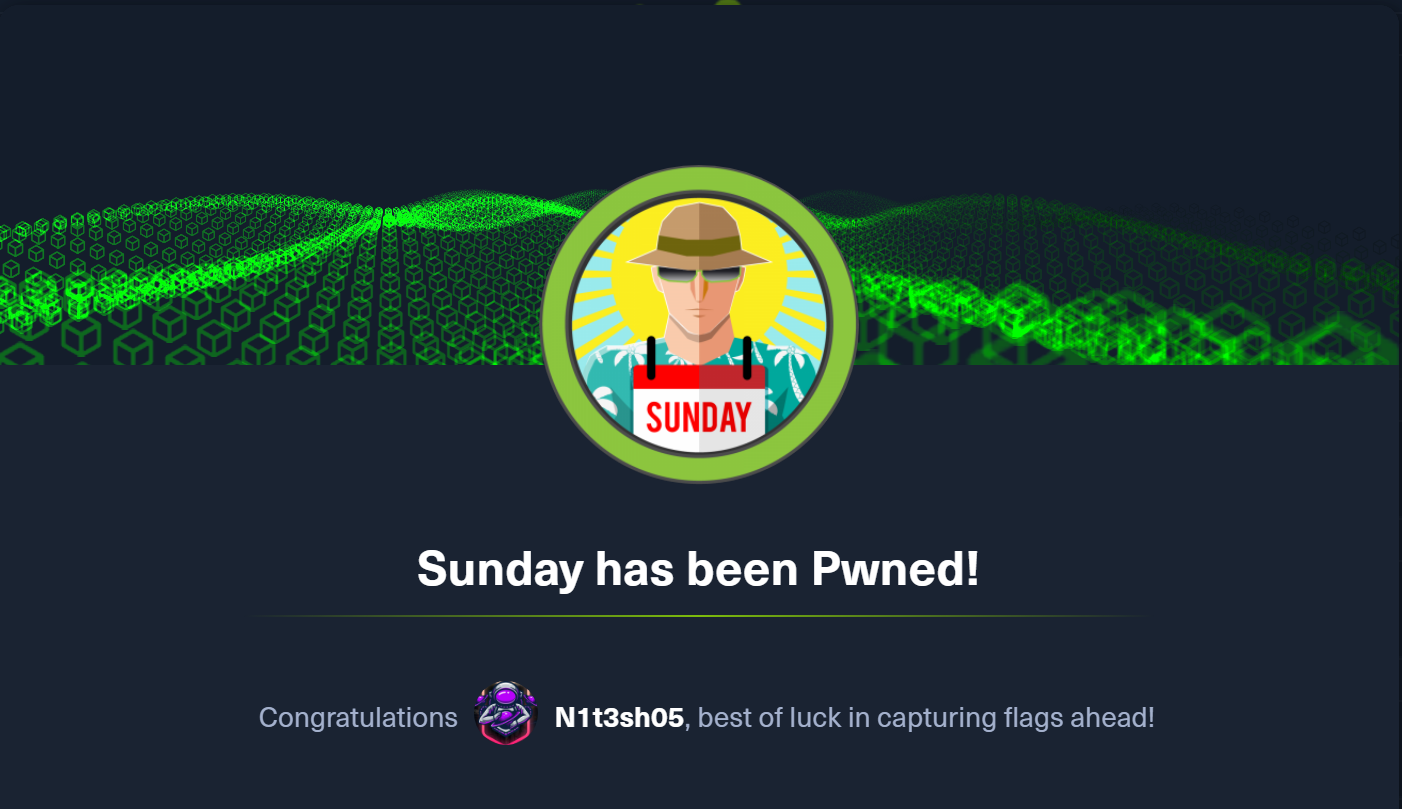 SUNDAY
Sunday has been Pwned!
Congratulations N1t3sh05, best of luck in capturing flags ahead!